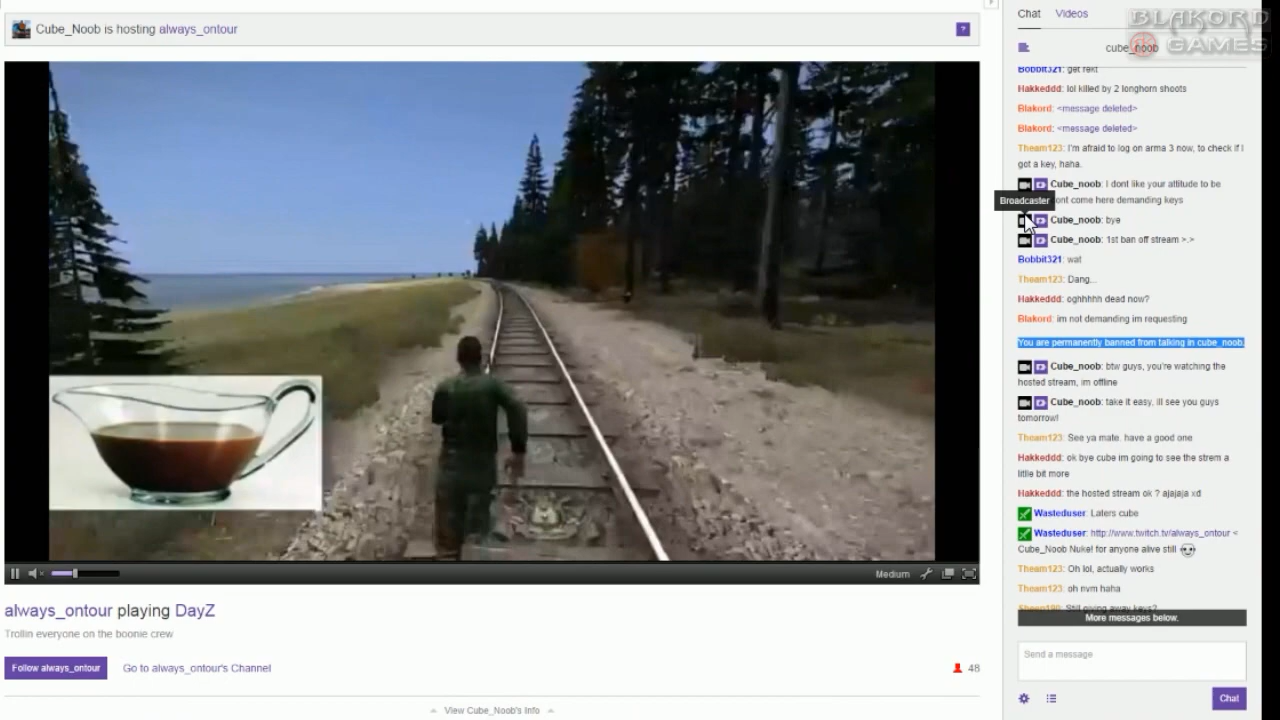 Cube_Noob is hosting always_ontour
?
Medium
always_ontour playing DayZ
Trollin everyone on the boonie crew
Follow always_ontour
Go to always_ontour's Channel
48
View Cube_Noob's Info
Chat
Videos
BLAKORD
GAMES
cube_noob
Bobbit321: get rekt
Hakkeddd: lol killed by 2 longhorn shoots
Blakord: <message deleted>
Blakord: <message deleted>
Theam123: I'm afraid to log on arma 3 now, to check if I
got a key, haha.
Cube_noob: I dont like your attitude to be
Broadcaster
ont come here demanding keys
Cube_noob: bye
Cube_noob: 1st ban off stream >.>
Bobbit321: wat
Theam123: Dang...
Hakkeddd: oghhhhh dead now?
Blakord: im not demanding im requesting
You are permanently banned from talking in cube_noob.
Cube_noob: btw guys, you're watching the
hosted stream, im offline
Cube_noob: take it easy, ill see you guys
tomorrow!
Theam123: See ya mate. have a good one
Hakkeddd: ok bye cube im going to see the strem a
little bit more
Hakkeddd: the hosted stream ok ? ajajaja xd
Wasteduser: Laters cube
Wasteduser: http://www.twitch.tv/always_ontour <
Cube_Noob Nuke! for anyone alive still
Theam123: Oh lol, actually works
Theam123: oh nvm haha
Still giving away keys?
More messages below.
Send a message
Chat